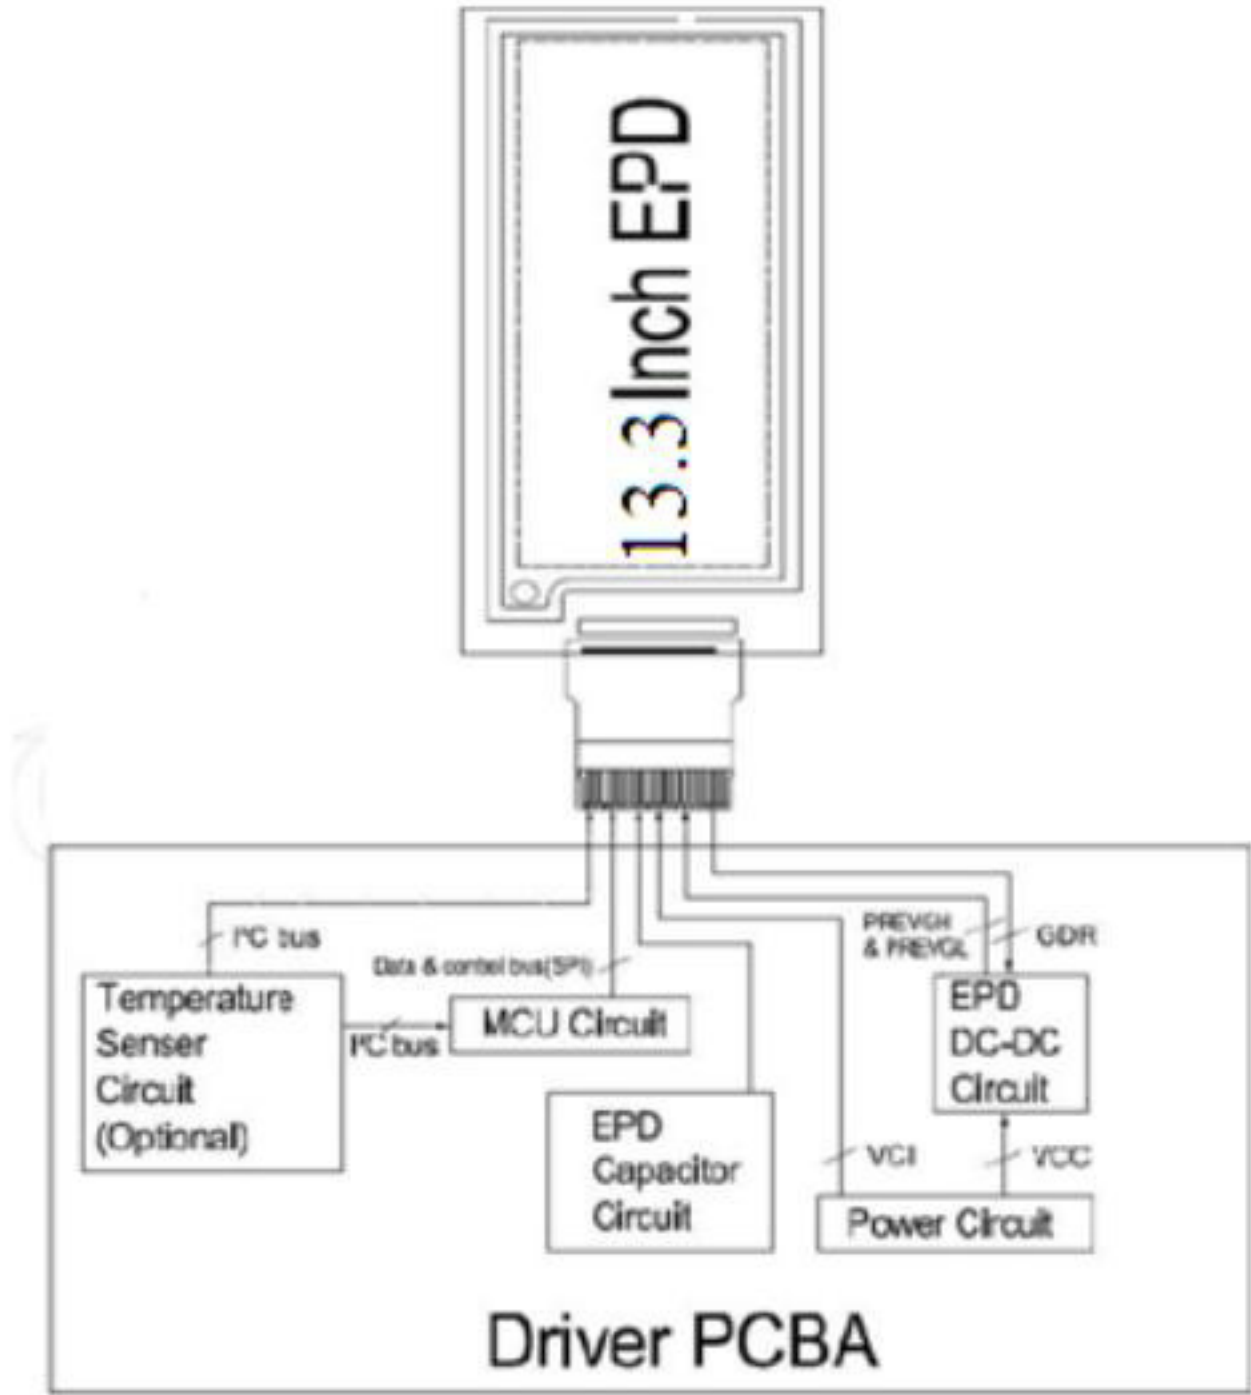 13.3 Inch EPD
PREVGH
& PREVGL
GDR
I²C bus
Data & control bus(SPI)
Temperature
Senser
Circuit
(Optional)
I²C bus
MCU Circuit
EPD
DC-DC
Circuit
EPD
Capacitor
Circuit
VCI
VCC
Power Circuit
Driver PCBA